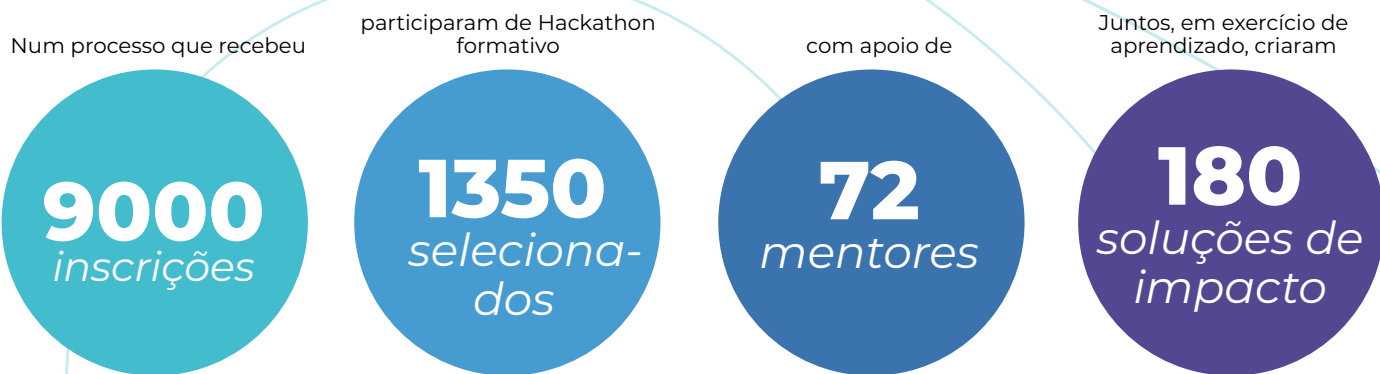 Num processo que recebeu
9000
inscrições
participaram de Hackathon
formativo
1350
seleciona-
dos
com apoio de
72
mentores
Juntos, em exercício de
aprendizado, criaram
180
soluções de
impacto